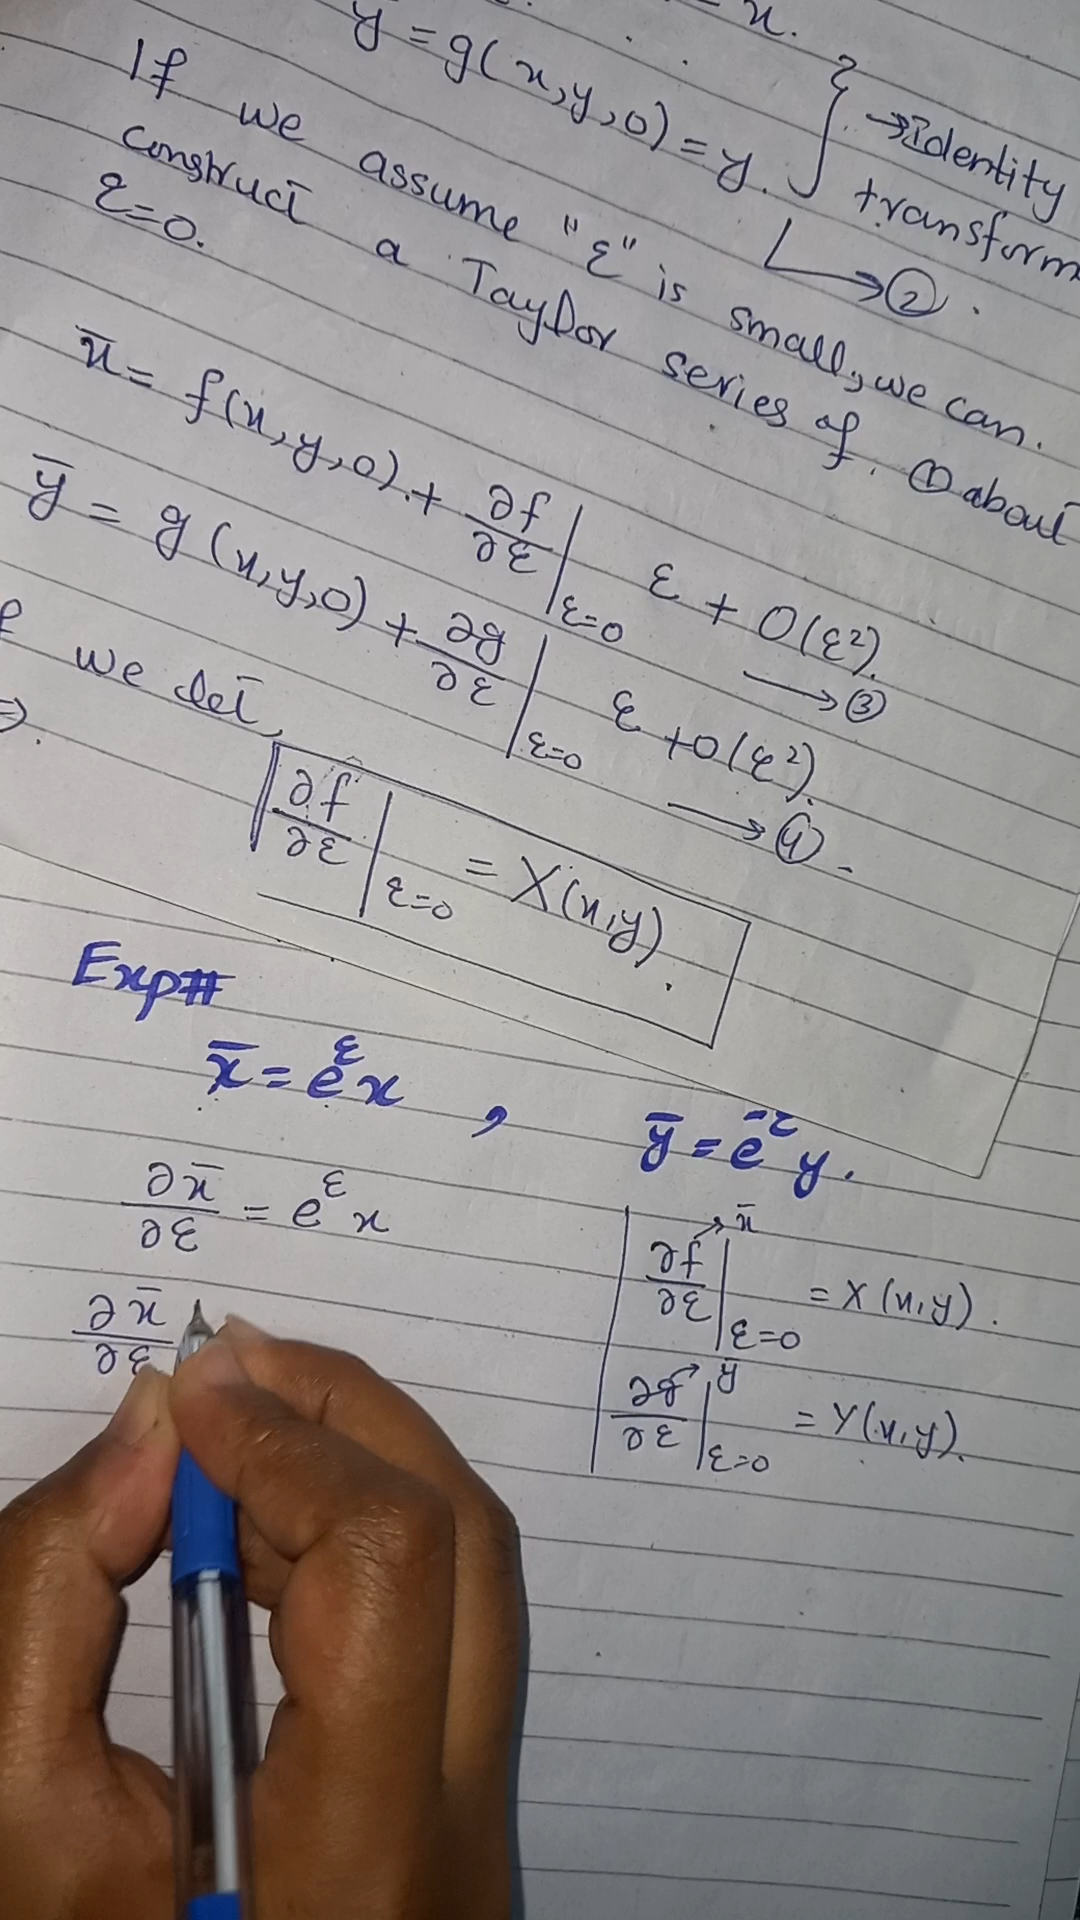 = x.
ȳ = g(x, y, 0) = y. } → identity transform
↳ → ②.
If we assume "ε" is small, we can.
construct a Taylor series of. ① about
ε=0.
x̄ = f(x, y, 0) + ∂f/∂ε |ε=0 ε + O(ε²). → ③
ȳ = g(x, y, 0) + ∂g/∂ε |ε=0 ε + O(ε²). → ④.
we let,
⇒.
∂f/∂ε |ε=0 = X(x,y).
Exp#
x̄ = e^ε x , ȳ = e^-ε y.
∂x̄/∂ε = e^ε x
∂x̄/∂ε
∂f/∂ε |ε=0 = X(x,y).
→ x̄
∂g/∂ε |ε=0 = Y(x,y).
→ ȳ